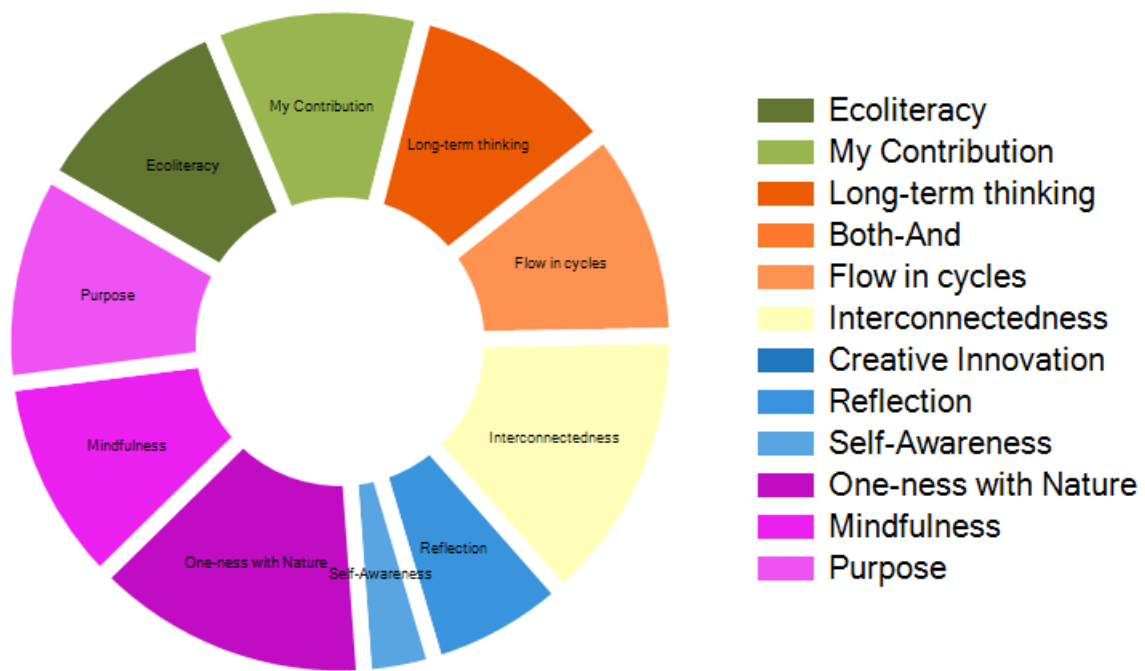 My Contribution
Long-term thinking
Ecoliteracy
Flow in cycles
Purpose
Interconnectedness
Mindfulness
Reflection
One-ness with Nature
Self-Awareness
Ecoliteracy
My Contribution
Long-term thinking
Both-And
Flow in cycles
Interconnectedness
Creative Innovation
Reflection
Self-Awareness
One-ness with Nature
Mindfulness
Purpose